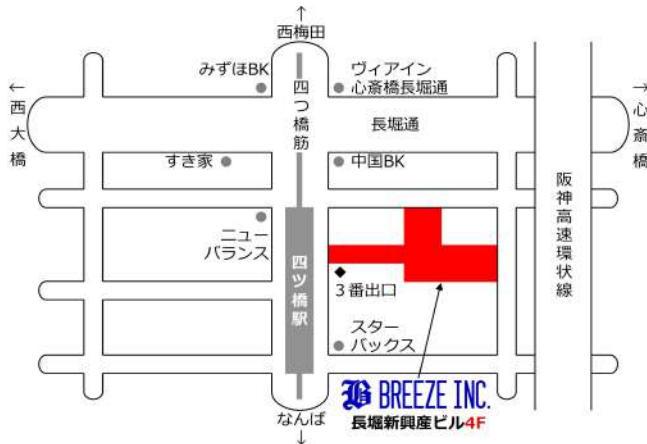 ↑
西梅田
みずほBK
ヴィアイン
心斎橋長堀通
←西大橋
四つ橋筋
長堀通
→心斎橋
すき家
中国BK
阪神高速環状線
ニュー
バランス
四ツ橋駅
3番出口
スター
バックス
B BREEZE INC.
長堀新興産ビル4F
なんば
↓